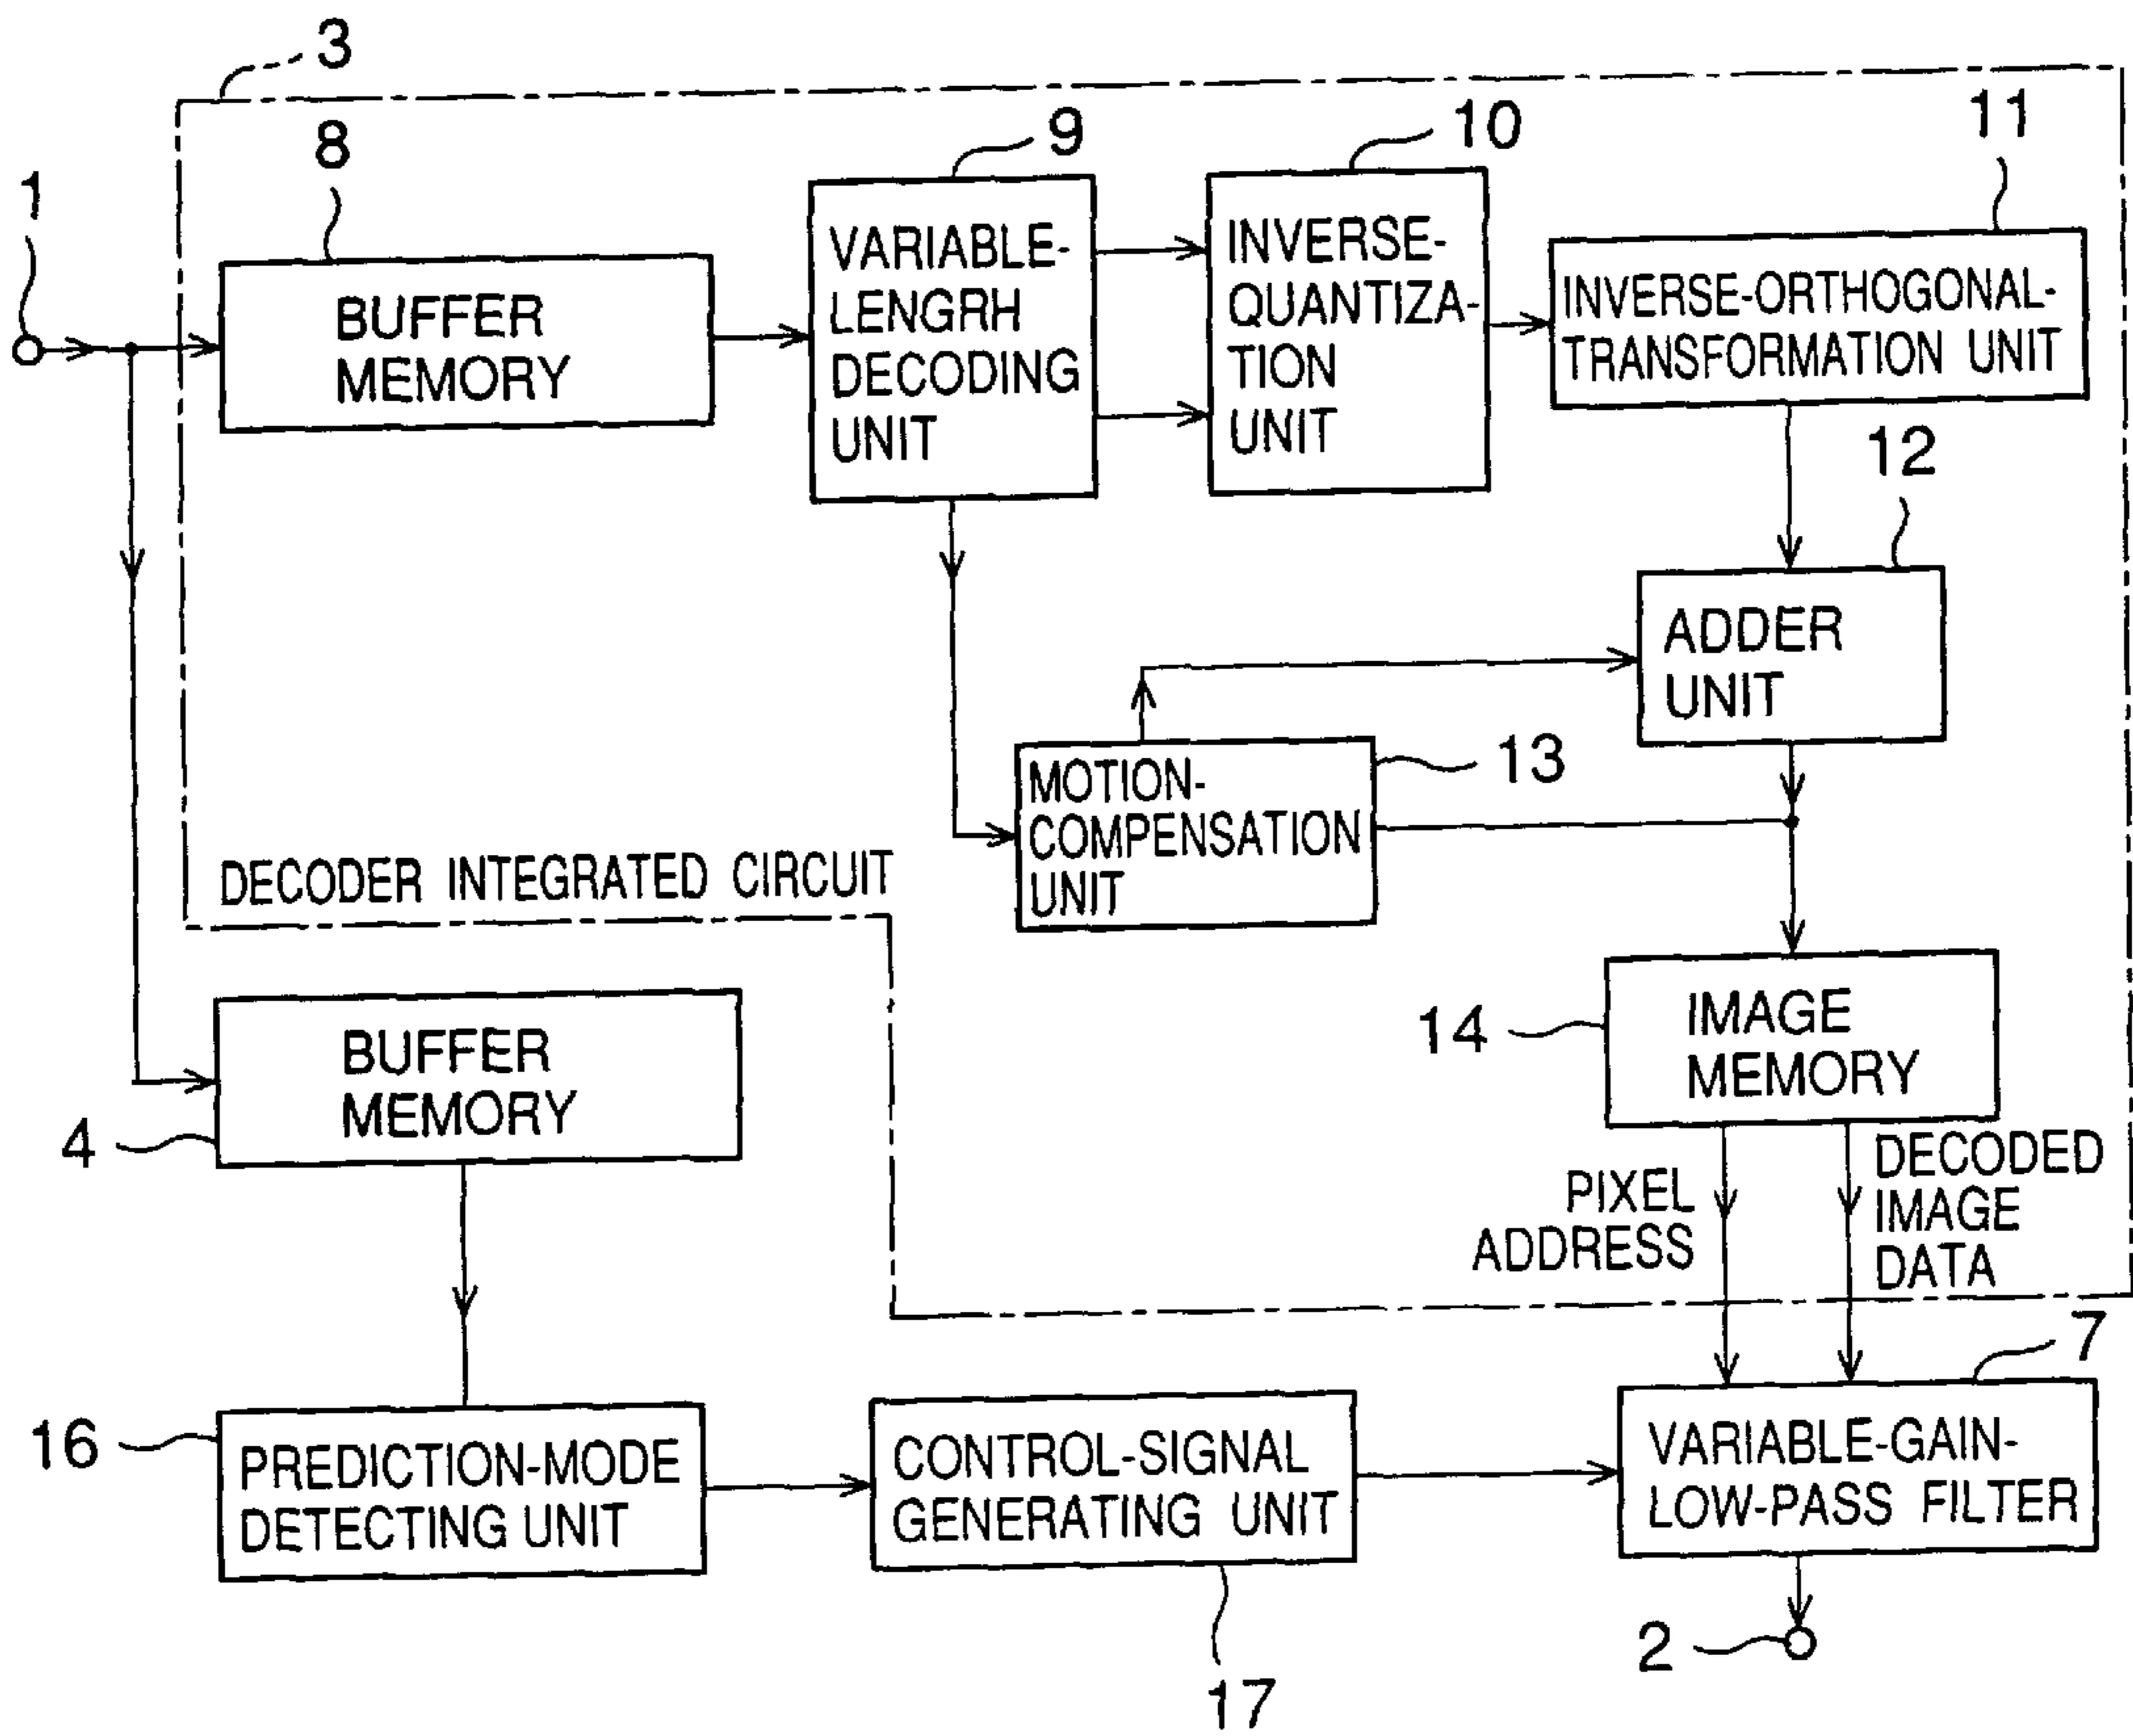 3
8
9
10
11
1
BUFFER
MEMORY
VARIABLE-
LENGRH
DECODING
UNIT
INVERSE-
QUANTIZA-
TION
UNIT
INVERSE-ORTHOGONAL-
TRANSFORMATION UNIT
12
ADDER
UNIT
13
MOTION-
COMPENSATION
UNIT
DECODER INTEGRATED CIRCUIT
14
IMAGE
MEMORY
BUFFER
MEMORY
4
PIXEL
ADDRESS
DECODED
IMAGE
DATA
7
16
PREDICTION-MODE
DETECTING UNIT
CONTROL-SIGNAL
GENERATING UNIT
VARIABLE-GAIN-
LOW-PASS FILTER
2
17